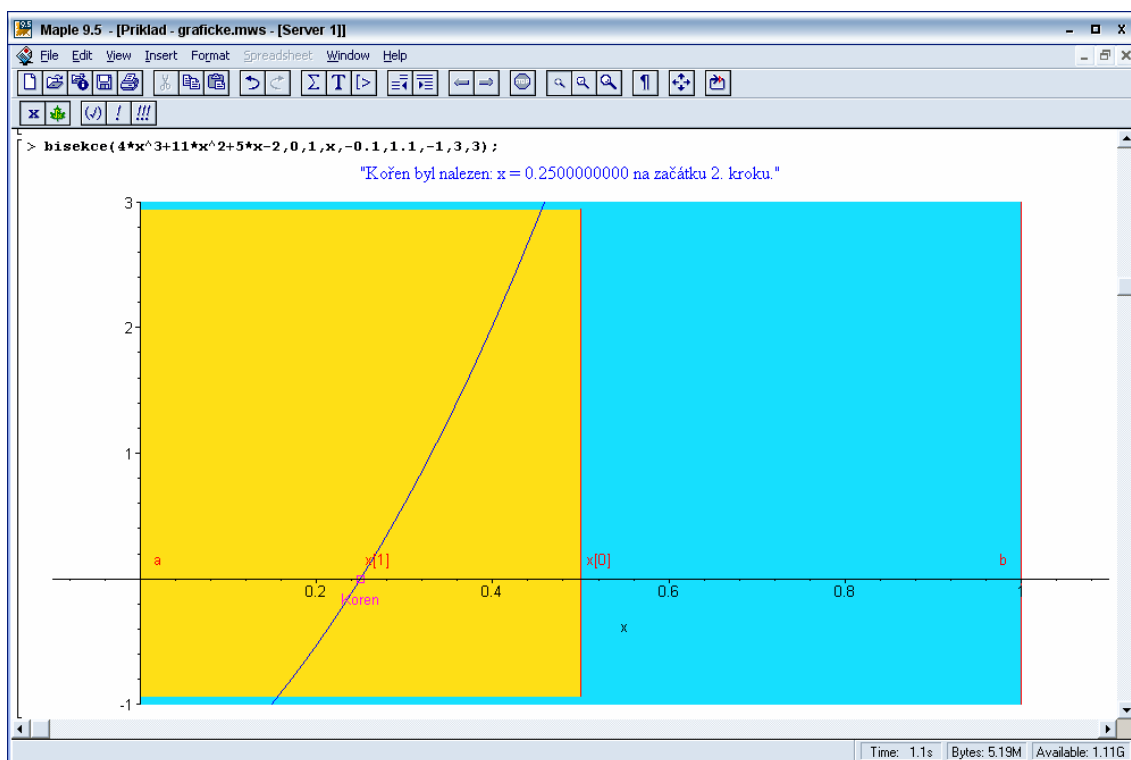 Maple 9.5 - [Priklad - graficke.mws - [Server 1]]
File Edit View Insert Format Spreadsheet Window Help
> bisekce(4*x^3+11*x^2+5*x-2,0,1,x,-0.1,1.1,-1,3,3);
"Kořen byl nalezen: x = 0.2500000000 na začátku 2. kroku."
3
2
1
a x[1] x[0] b
0.2 0.4 0.6 0.8 1
Koren
x
-1
Time: 1.1s Bytes: 5.19M Available: 1.11G